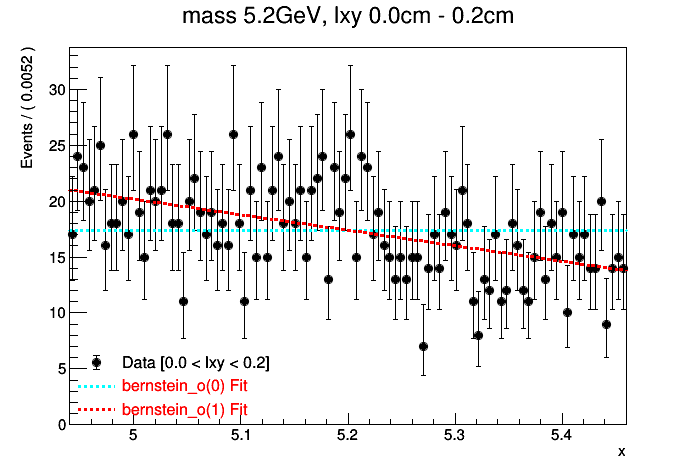 mass 5.2GeV, lxy 0.0cm - 0.2cm
Events / ( 0.0052 )
30
25
20
15
10
5
0
Data [0.0 < lxy < 0.2]
bernstein_o(0) Fit
bernstein_o(1) Fit
5 5.1 5.2 5.3 5.4
x